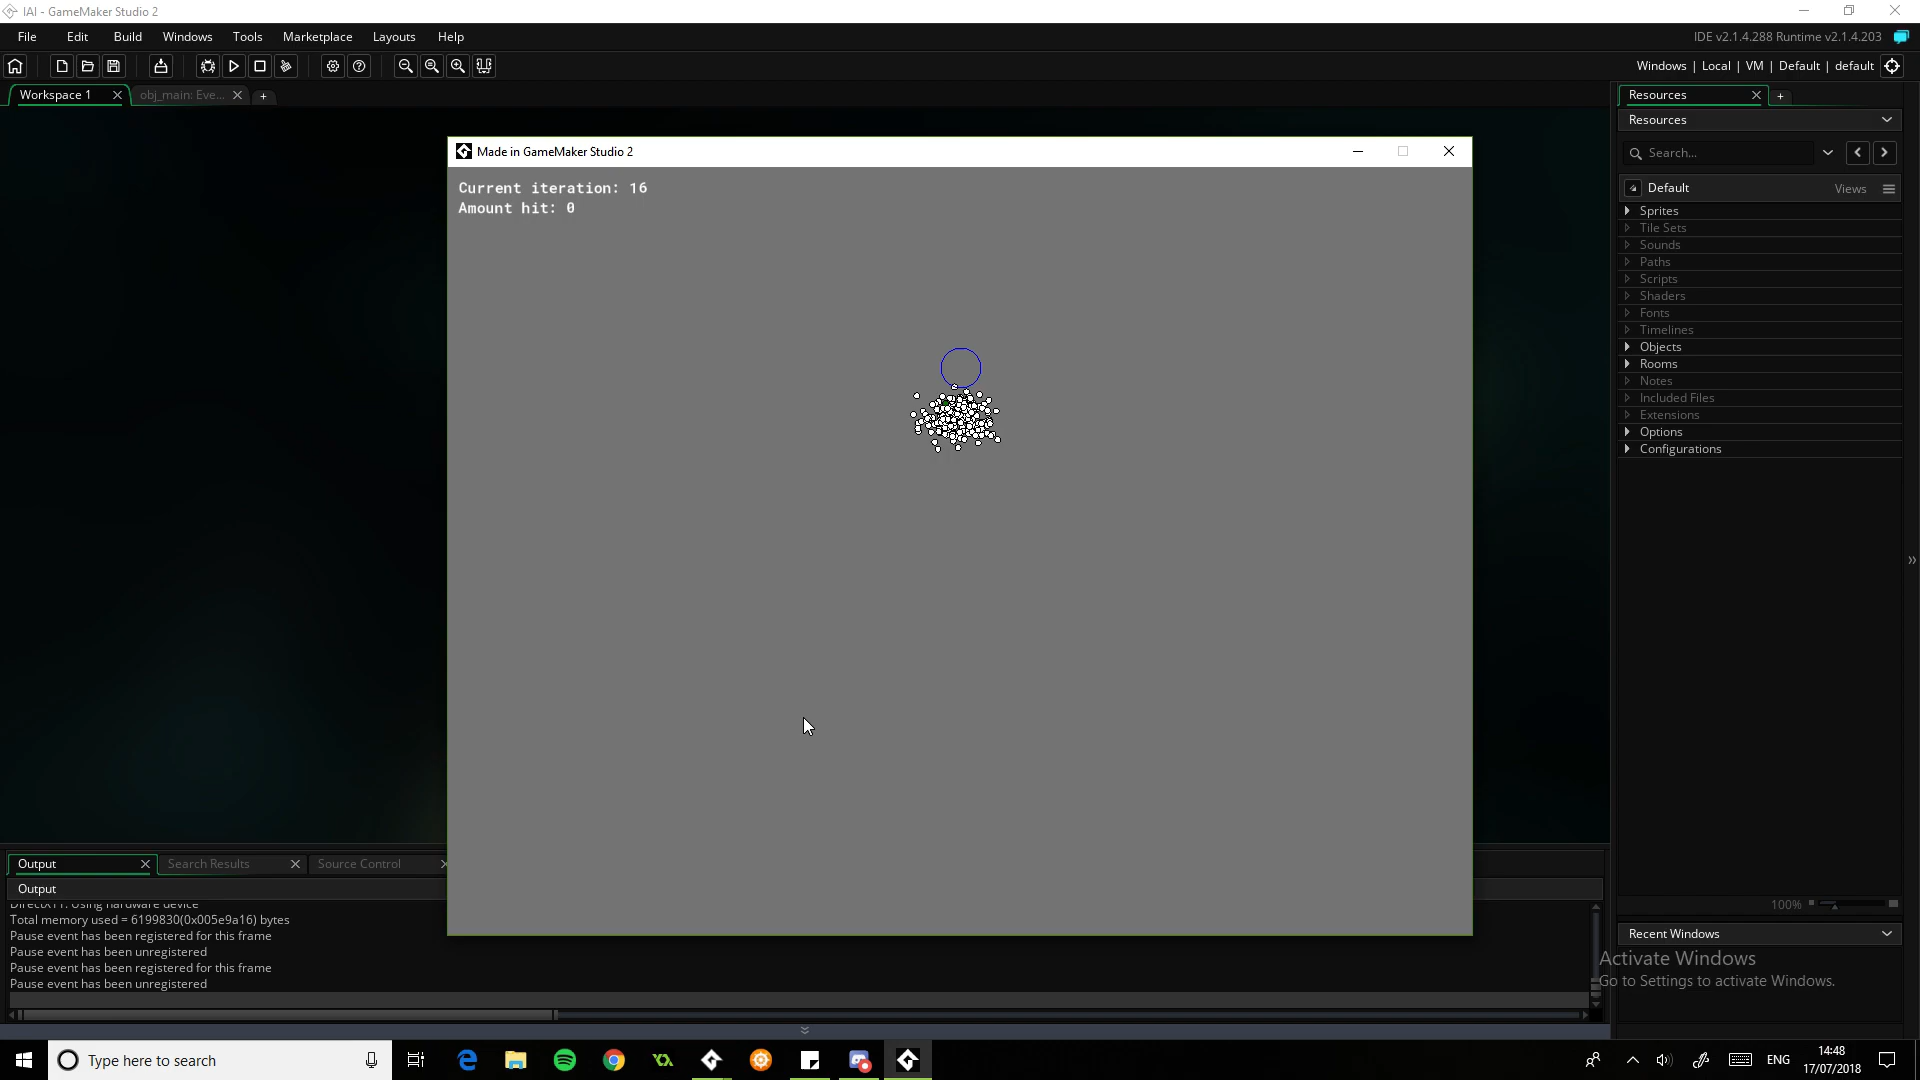 IAI - GameMaker Studio 2
File Edit Build Windows Tools Marketplace Layouts Help
IDE v2.1.4.288 Runtime v2.1.4.203
Windows | Local | VM | Default | default
Workspace 1
obj_main: Eve...
Resources
Resources
Search...
Default
Views
Sprites
Tile Sets
Sounds
Paths
Scripts
Shaders
Fonts
Timelines
Objects
Rooms
Notes
Included Files
Extensions
Options
Configurations
Made in GameMaker Studio 2
Current iteration: 16
Amount hit: 0
Output
Search Results
Source Control
Output
DirectX11: Using hardware device
Total memory used = 6199830(0x005e9a16) bytes
Pause event has been registered for this frame
Pause event has been unregistered
Pause event has been registered for this frame
Pause event has been unregistered
100%
Recent Windows
Activate Windows
Go to Settings to activate Windows.
Type here to search
ENG
14:48
17/07/2018